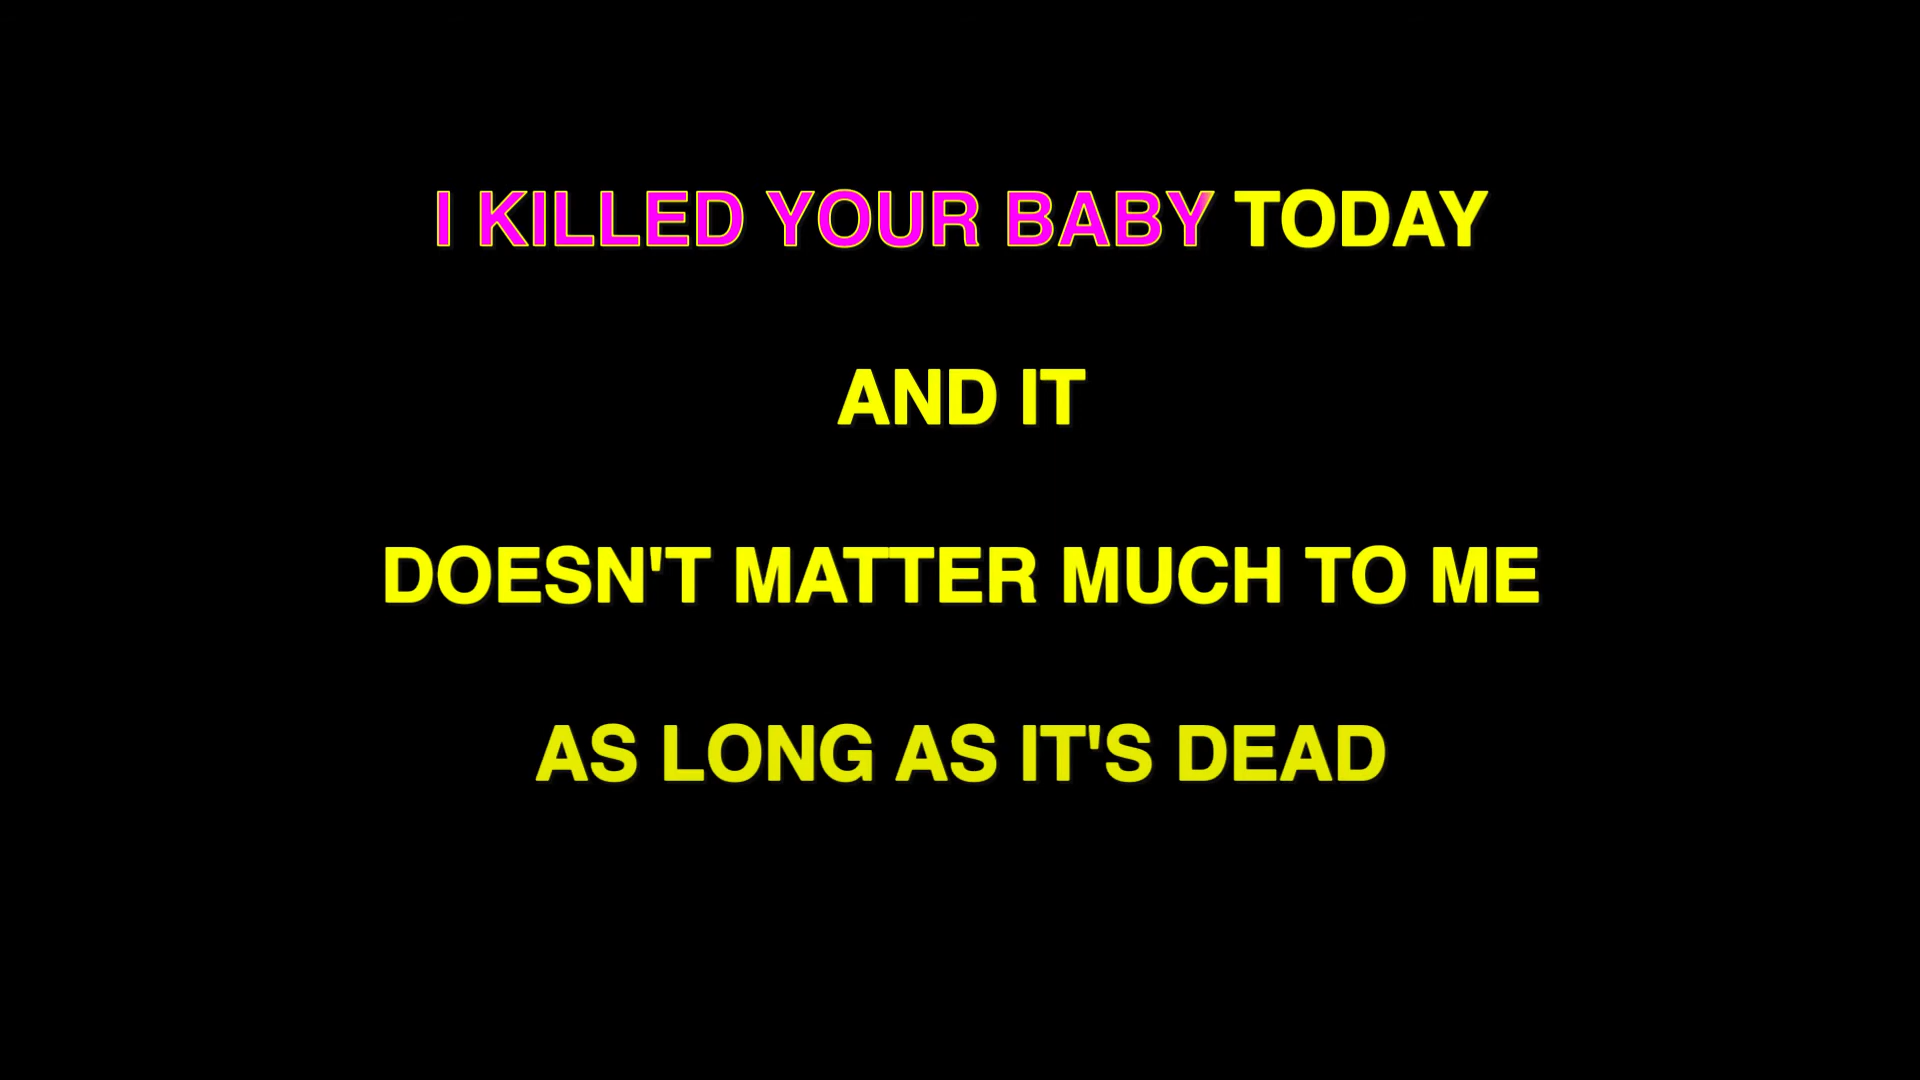 I KILLED YOUR BABY TODAY
AND IT
DOESN'T MATTER MUCH TO ME
AS LONG AS IT'S DEAD